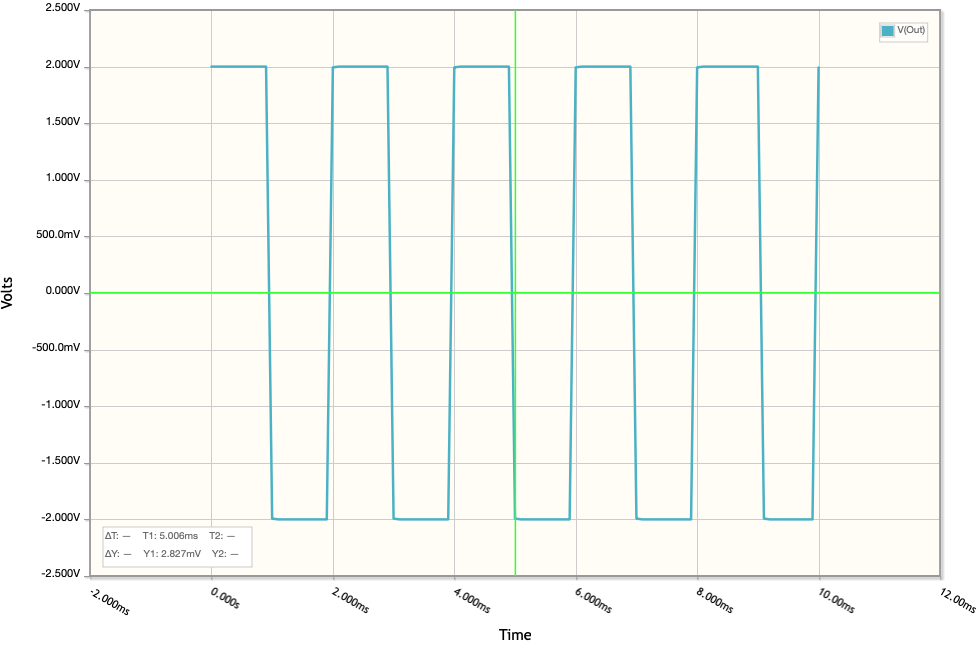 2.500V
V(Out)
2.000V
1.500V
1.000V
500.0mV
0.000V
Volts
-500.0mV
-1.000V
-1.500V
-2.000V
ΔT: — T1: 5.006ms T2: —
ΔY: — Y1: 2.827mV Y2: —
-2.500V
-2.000ms 0.000s 2.000ms 4.000ms 6.000ms 8.000ms 10.00ms 12.00ms
Time